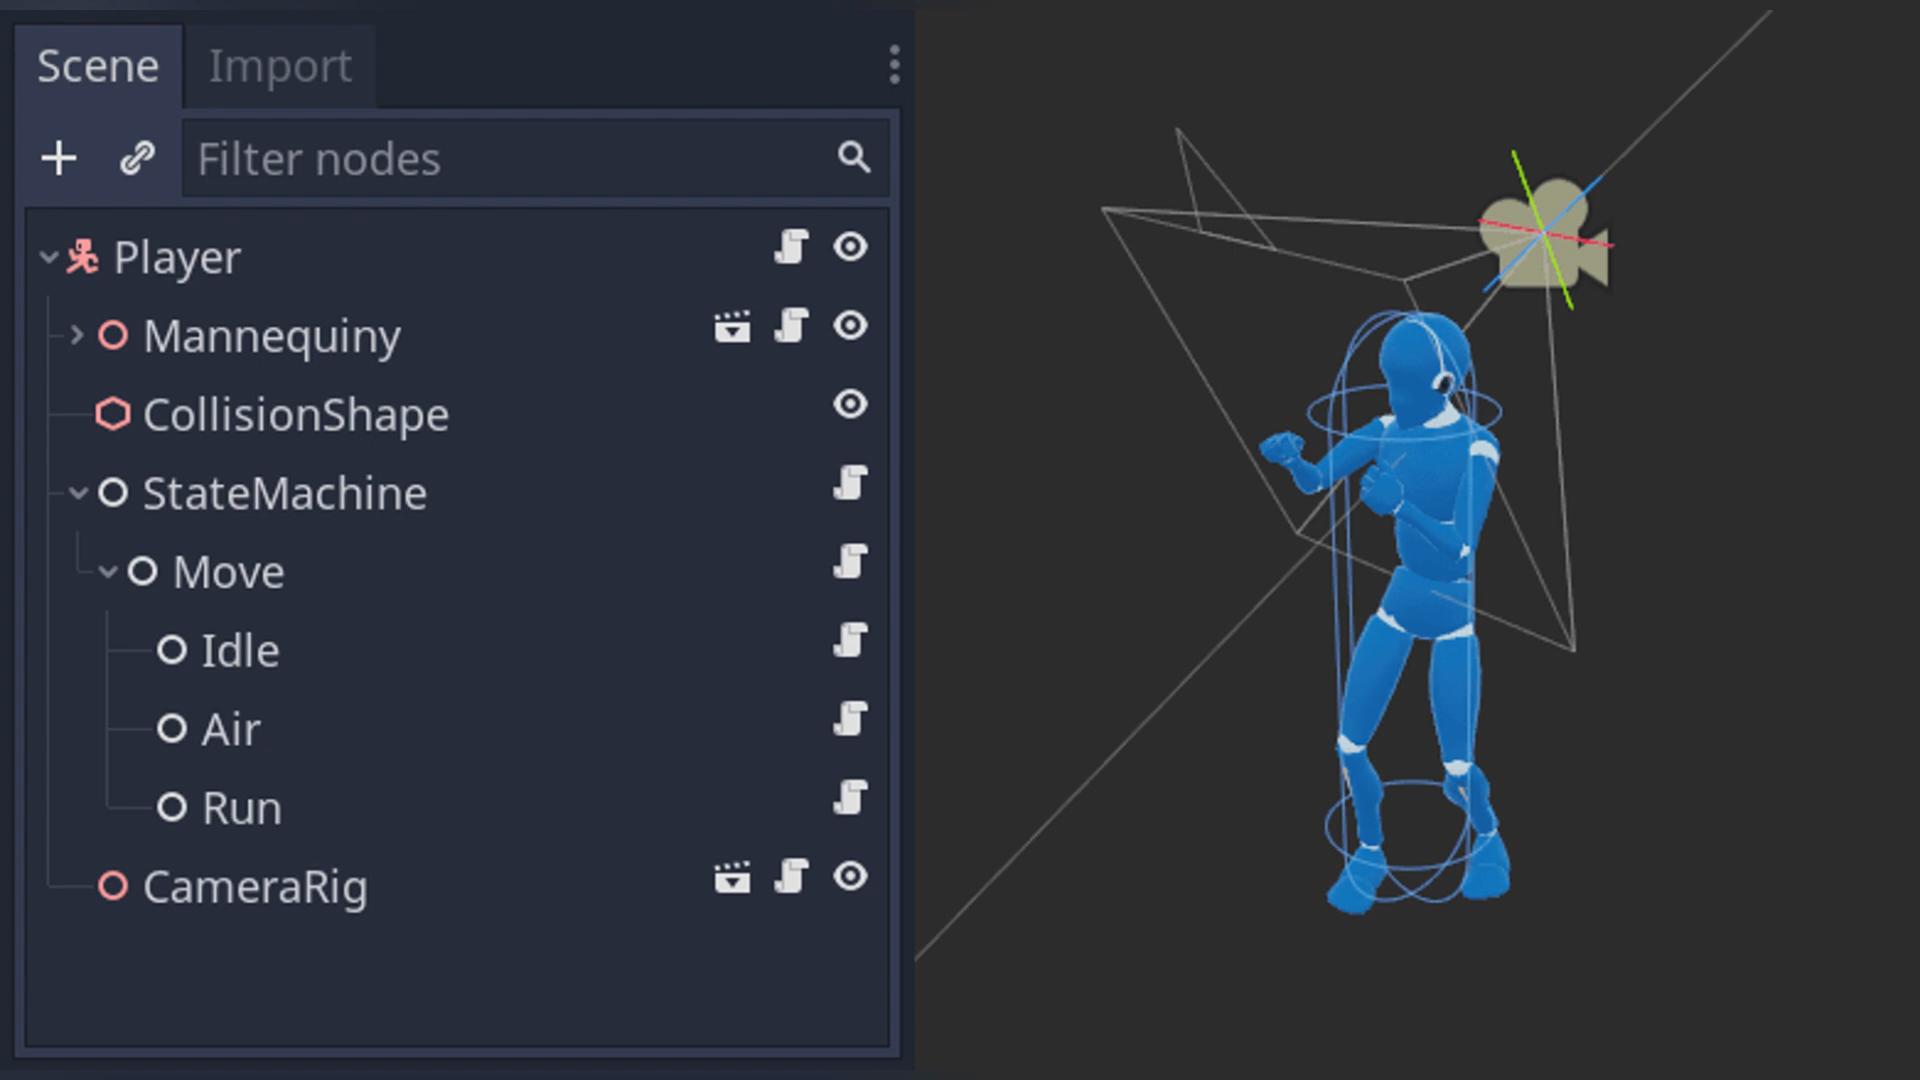 Scene Import
Filter nodes
Player
Mannequiny
CollisionShape
StateMachine
Move
Idle
Air
Run
CameraRig